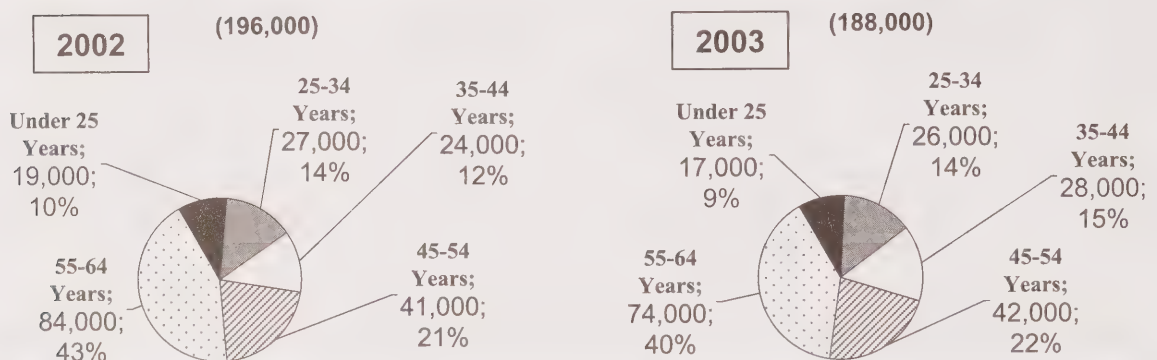 2002
(196,000)
Under 25
Years;
19,000;
10%
25-34
Years;
27,000;
14%
35-44
Years;
24,000;
12%
45-54
Years;
41,000;
21%
55-64
Years;
84,000;
43%
2003
(188,000)
Under 25
Years;
17,000;
9%
25-34
Years;
26,000;
14%
35-44
Years;
28,000;
15%
45-54
Years;
42,000;
22%
55-64
Years;
74,000;
40%